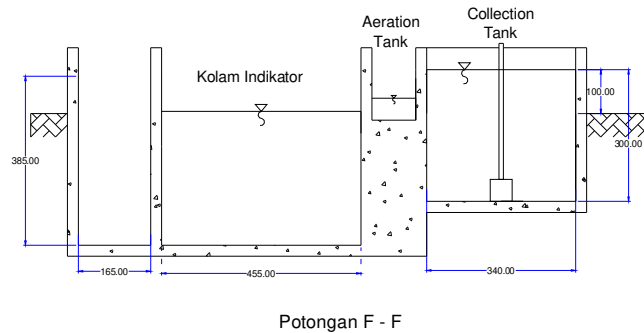 Collection
Tank
Aeration
Tank
Kolam Indikator
100.00
300.00
385.00
165.00
455.00
340.00
Potongan F - F